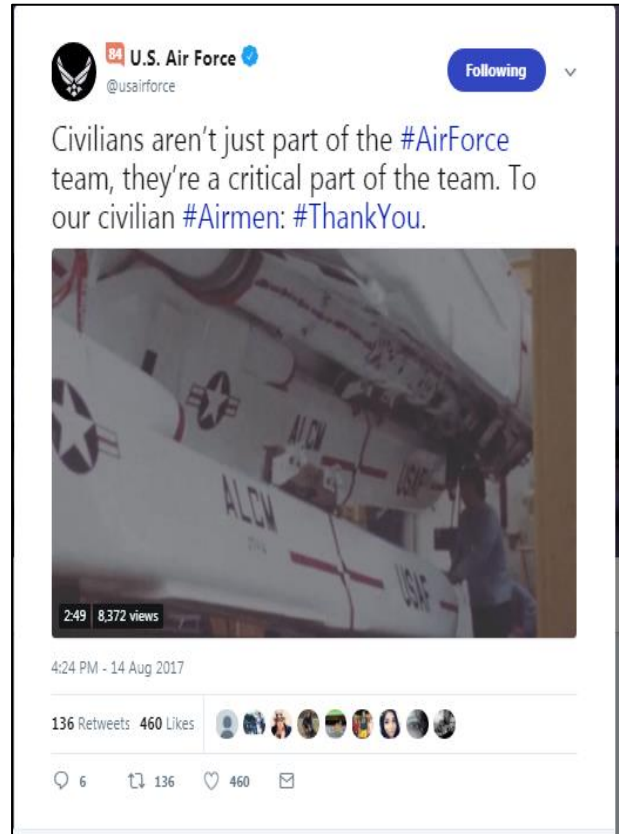 84 U.S. Air Force
@usairforce
Following
Civilians aren't just part of the #AirForce
team, they're a critical part of the team. To
our civilian #Airmen: #ThankYou.
ALCM
USAF
ALCM
USAF
2:49 8,372 views
4:24 PM - 14 Aug 2017
136 Retweets 460 Likes
6 136 460